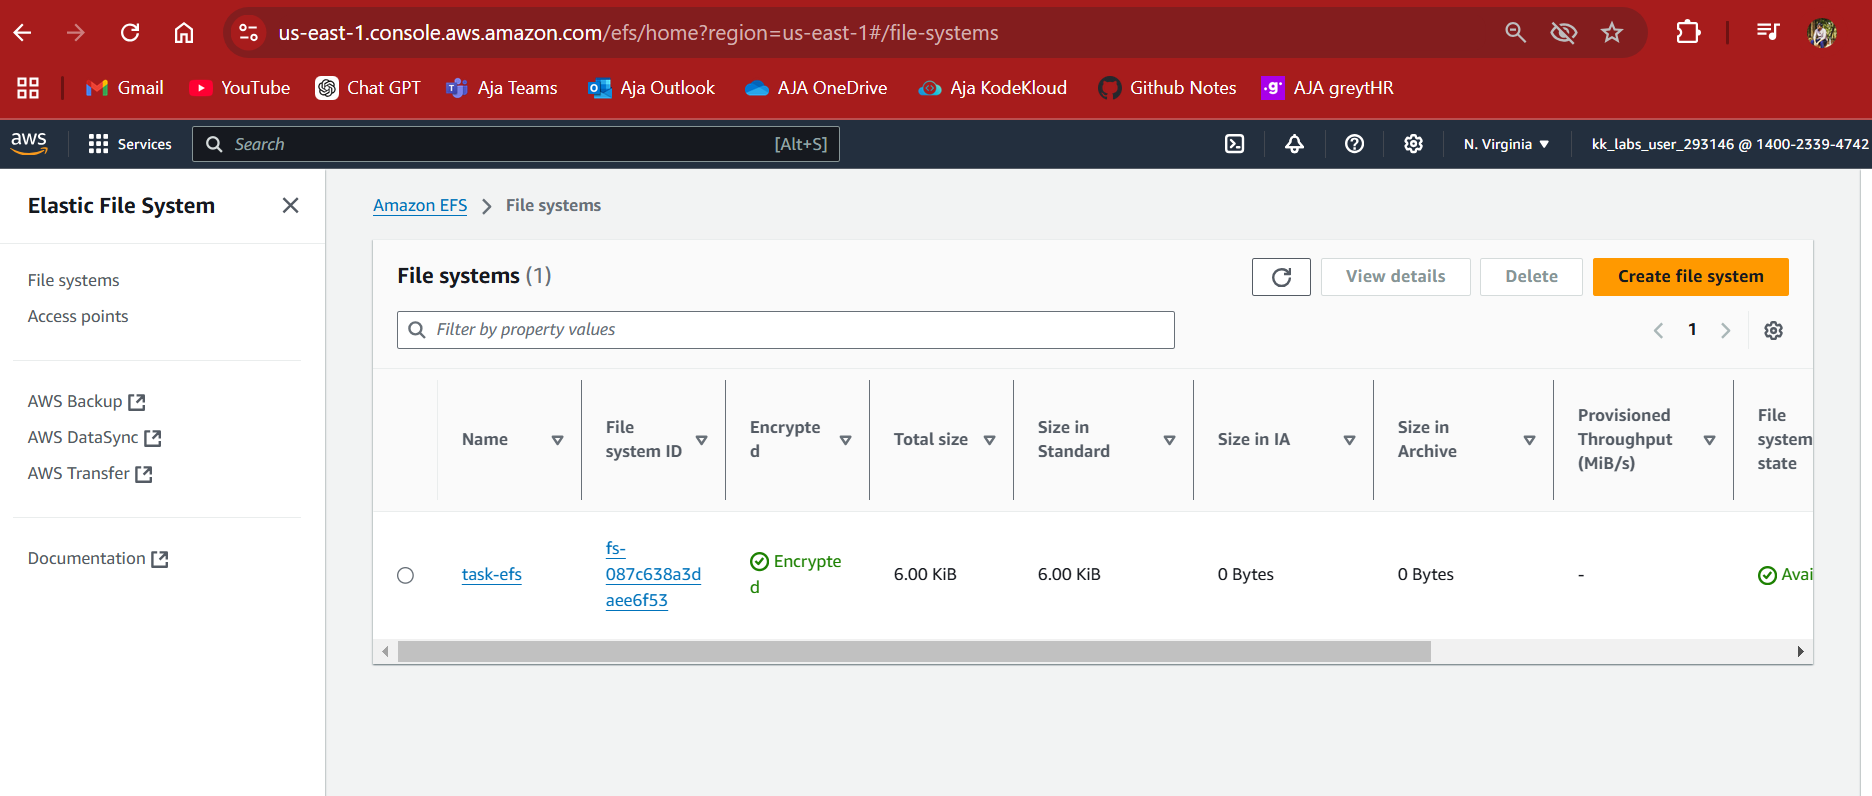 us-east-1.console.aws.amazon.com/efs/home?region=us-east-1#/file-systems
Gmail
YouTube
Chat GPT
Aja Teams
Aja Outlook
AJA OneDrive
Aja KodeKloud
Github Notes
AJA greytHR
aws
Services
Search
[Alt+S]
N. Virginia
kk_labs_user_293146 @ 1400-2339-4742
Elastic File System
File systems
Access points
AWS Backup
AWS DataSync
AWS Transfer
Documentation
Amazon EFS
File systems
File systems (1)
View details
Delete
Create file system
Filter by property values
1
Name
File
system ID
Encrypte
d
Total size
Size in
Standard
Size in IA
Size in
Archive
Provisioned
Throughput
(MiB/s)
File
system
state
task-efs
fs-
087c638a3d
aee6f53
Encrypte
d
6.00 KiB
6.00 KiB
0 Bytes
0 Bytes
-
Avai